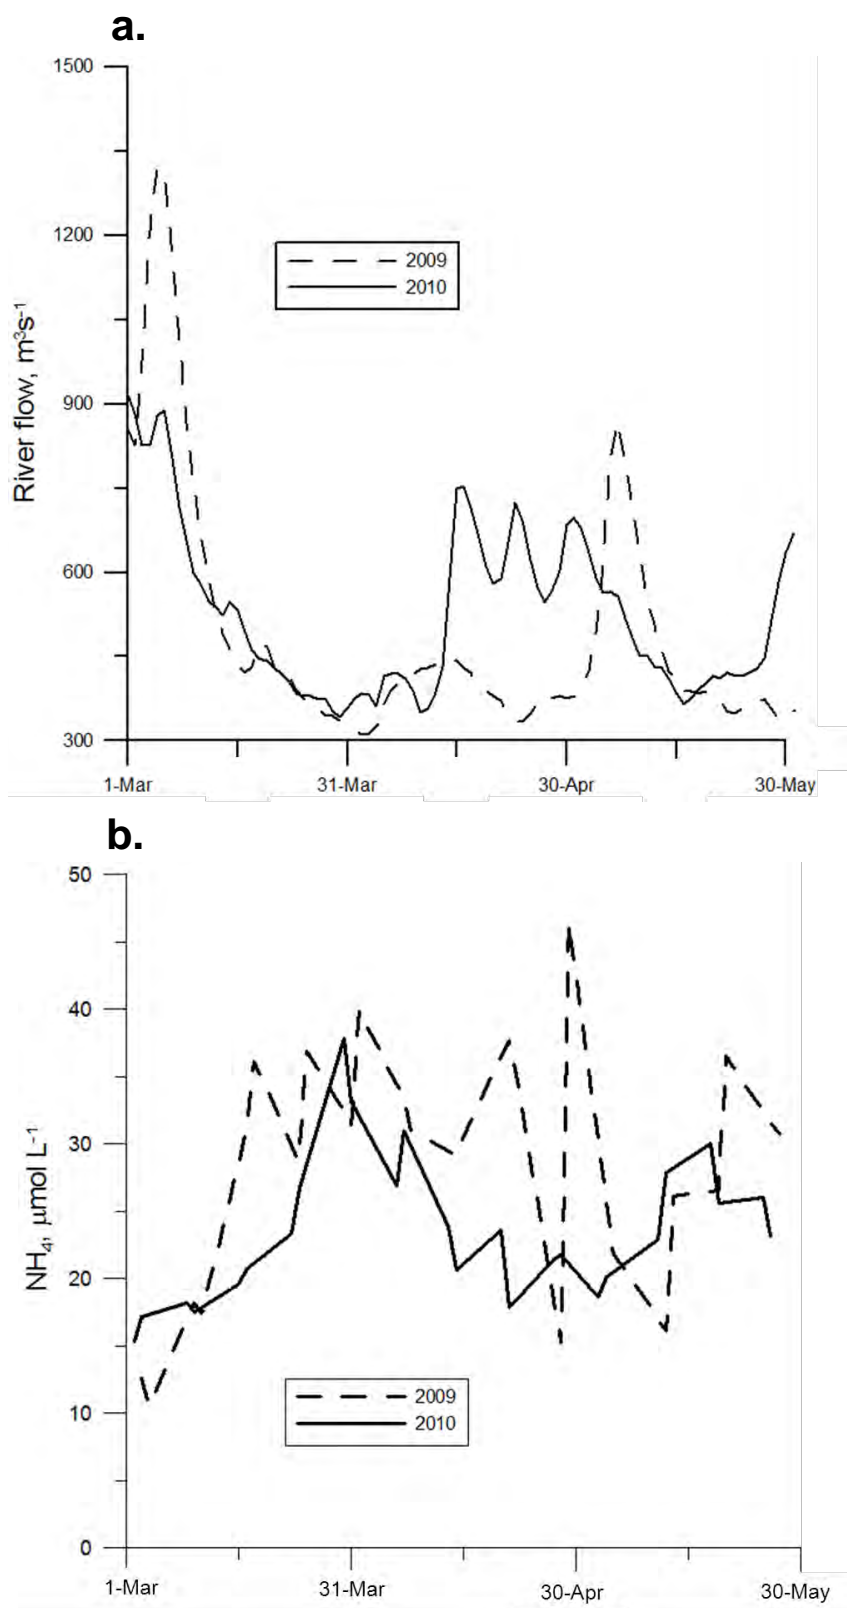 a.
1500
1200
900
600
300
River flow, m³s⁻¹
2009
2010
1-Mar
31-Mar
30-Apr
30-May
b.
50
40
30
20
10
0
NH₄, μmol L⁻¹
2009
2010
1-Mar
31-Mar
30-Apr
30-May